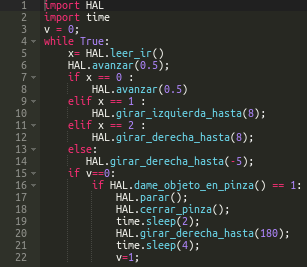 1 import HAL
2 import time
3 v = 0;
4 while True:
5 x= HAL.leer_ir()
6 HAL.avanzar(0.5);
7 if x == 0 :
8 HAL.avanzar(0.5)
9 elif x == 1 :
10 HAL.girar_izquierda_hasta(8);
11 elif x == 2 :
12 HAL.girar_derecha_hasta(8);
13 else:
14 HAL.girar_derecha_hasta(-5);
15 if v==0:
16 if HAL.dame_objeto_en_pinza() == 1:
17 HAL.parar();
18 HAL.cerrar_pinza();
19 time.sleep(2);
20 HAL.girar_derecha_hasta(180);
21 time.sleep(4);
22 v=1;